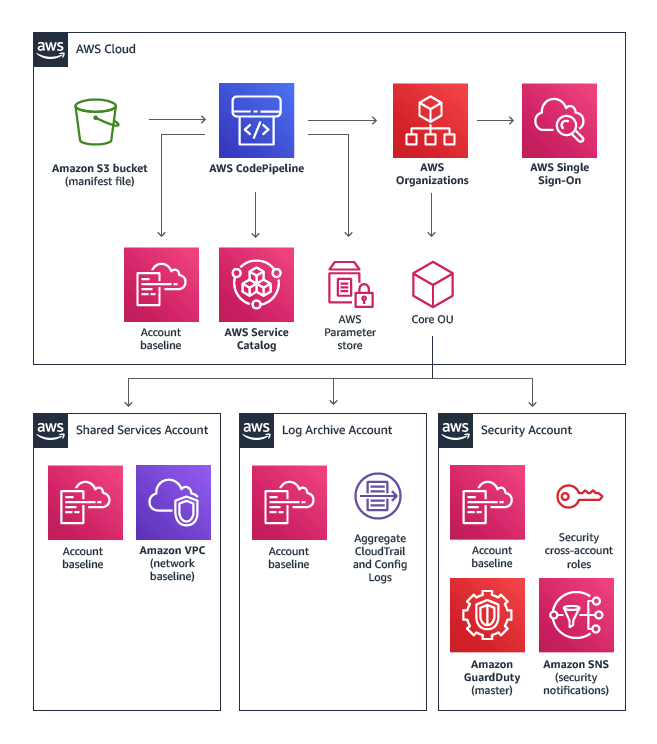 aws
AWS Cloud
Amazon S3 bucket
(manifest file)
AWS CodePipeline
AWS
Organizations
AWS Single
Sign-On
Account
baseline
AWS Service
Catalog
AWS
Parameter
store
Core OU
aws
Shared Services Account
Account
baseline
Amazon VPC
(network
baseline)
aws
Log Archive Account
Account
baseline
Aggregate
CloudTrail
and Config
Logs
aws
Security Account
Account
baseline
Security
cross-account
roles
Amazon
GuardDuty
(master)
Amazon SNS
(security
notifications)